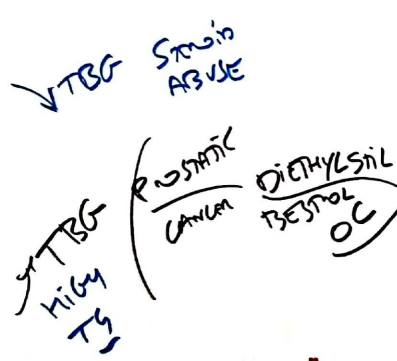 ↓TBG STEROID
ABUSE
↑TBG
HIGH
T4
PROSTATIC
CANCER
DIETHYLSTIL
BESTROL
OC